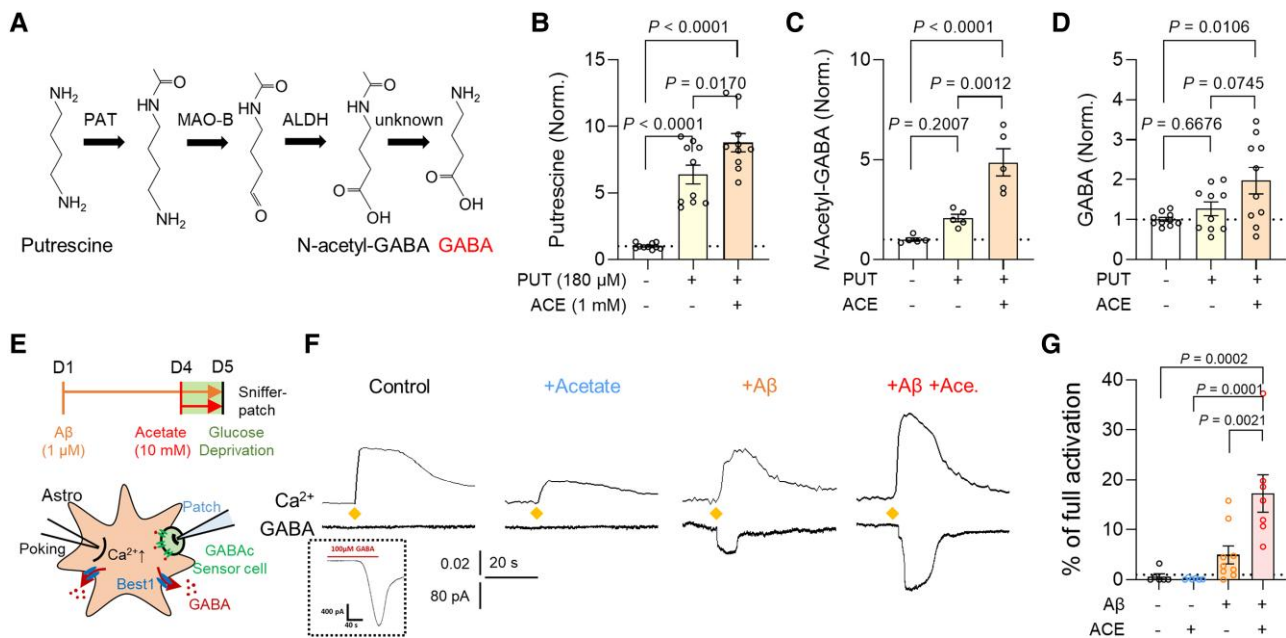 A
NH₂
NH₂
PAT
HN
O
NH₂
MAO-B
HN
O
O
ALDH
HN
O
O
OH
unknown
NH₂
O
OH
Putrescine
N-acetyl-GABA
GABA
B
Putrescine (Norm.)
15
10
5
1
0
P < 0.0001
P = 0.0170
P < 0.0001
PUT (180 µM) - + +
ACE (1 mM) - - +
C
N-Acetyl-GABA (Norm.)
10
5
1
0
P < 0.0001
P = 0.0012
P = 0.2007
PUT - + +
ACE - - +
D
GABA (Norm.)
5
4
3
2
1
0
P = 0.0106
P = 0.0745
P = 0.6676
PUT - + +
ACE - - +
E
D1
D4
D5
Sniffer-
patch
Aβ
(1 µM)
Acetate
(10 mM)
Glucose
Deprivation
Astro
Patch
Poking
Ca²⁺↑
GABAc
Sensor cell
Best1
GABA
F
Control
+Acetate
+Aβ
+Aβ +Ace.
Ca²⁺
GABA
100µM GABA
400 pA
40 s
0.02
20 s
80 pA
G
% of full activation
40
30
20
10
0
P = 0.0002
P = 0.0001
P = 0.0021
Aβ - - + +
ACE - + - +